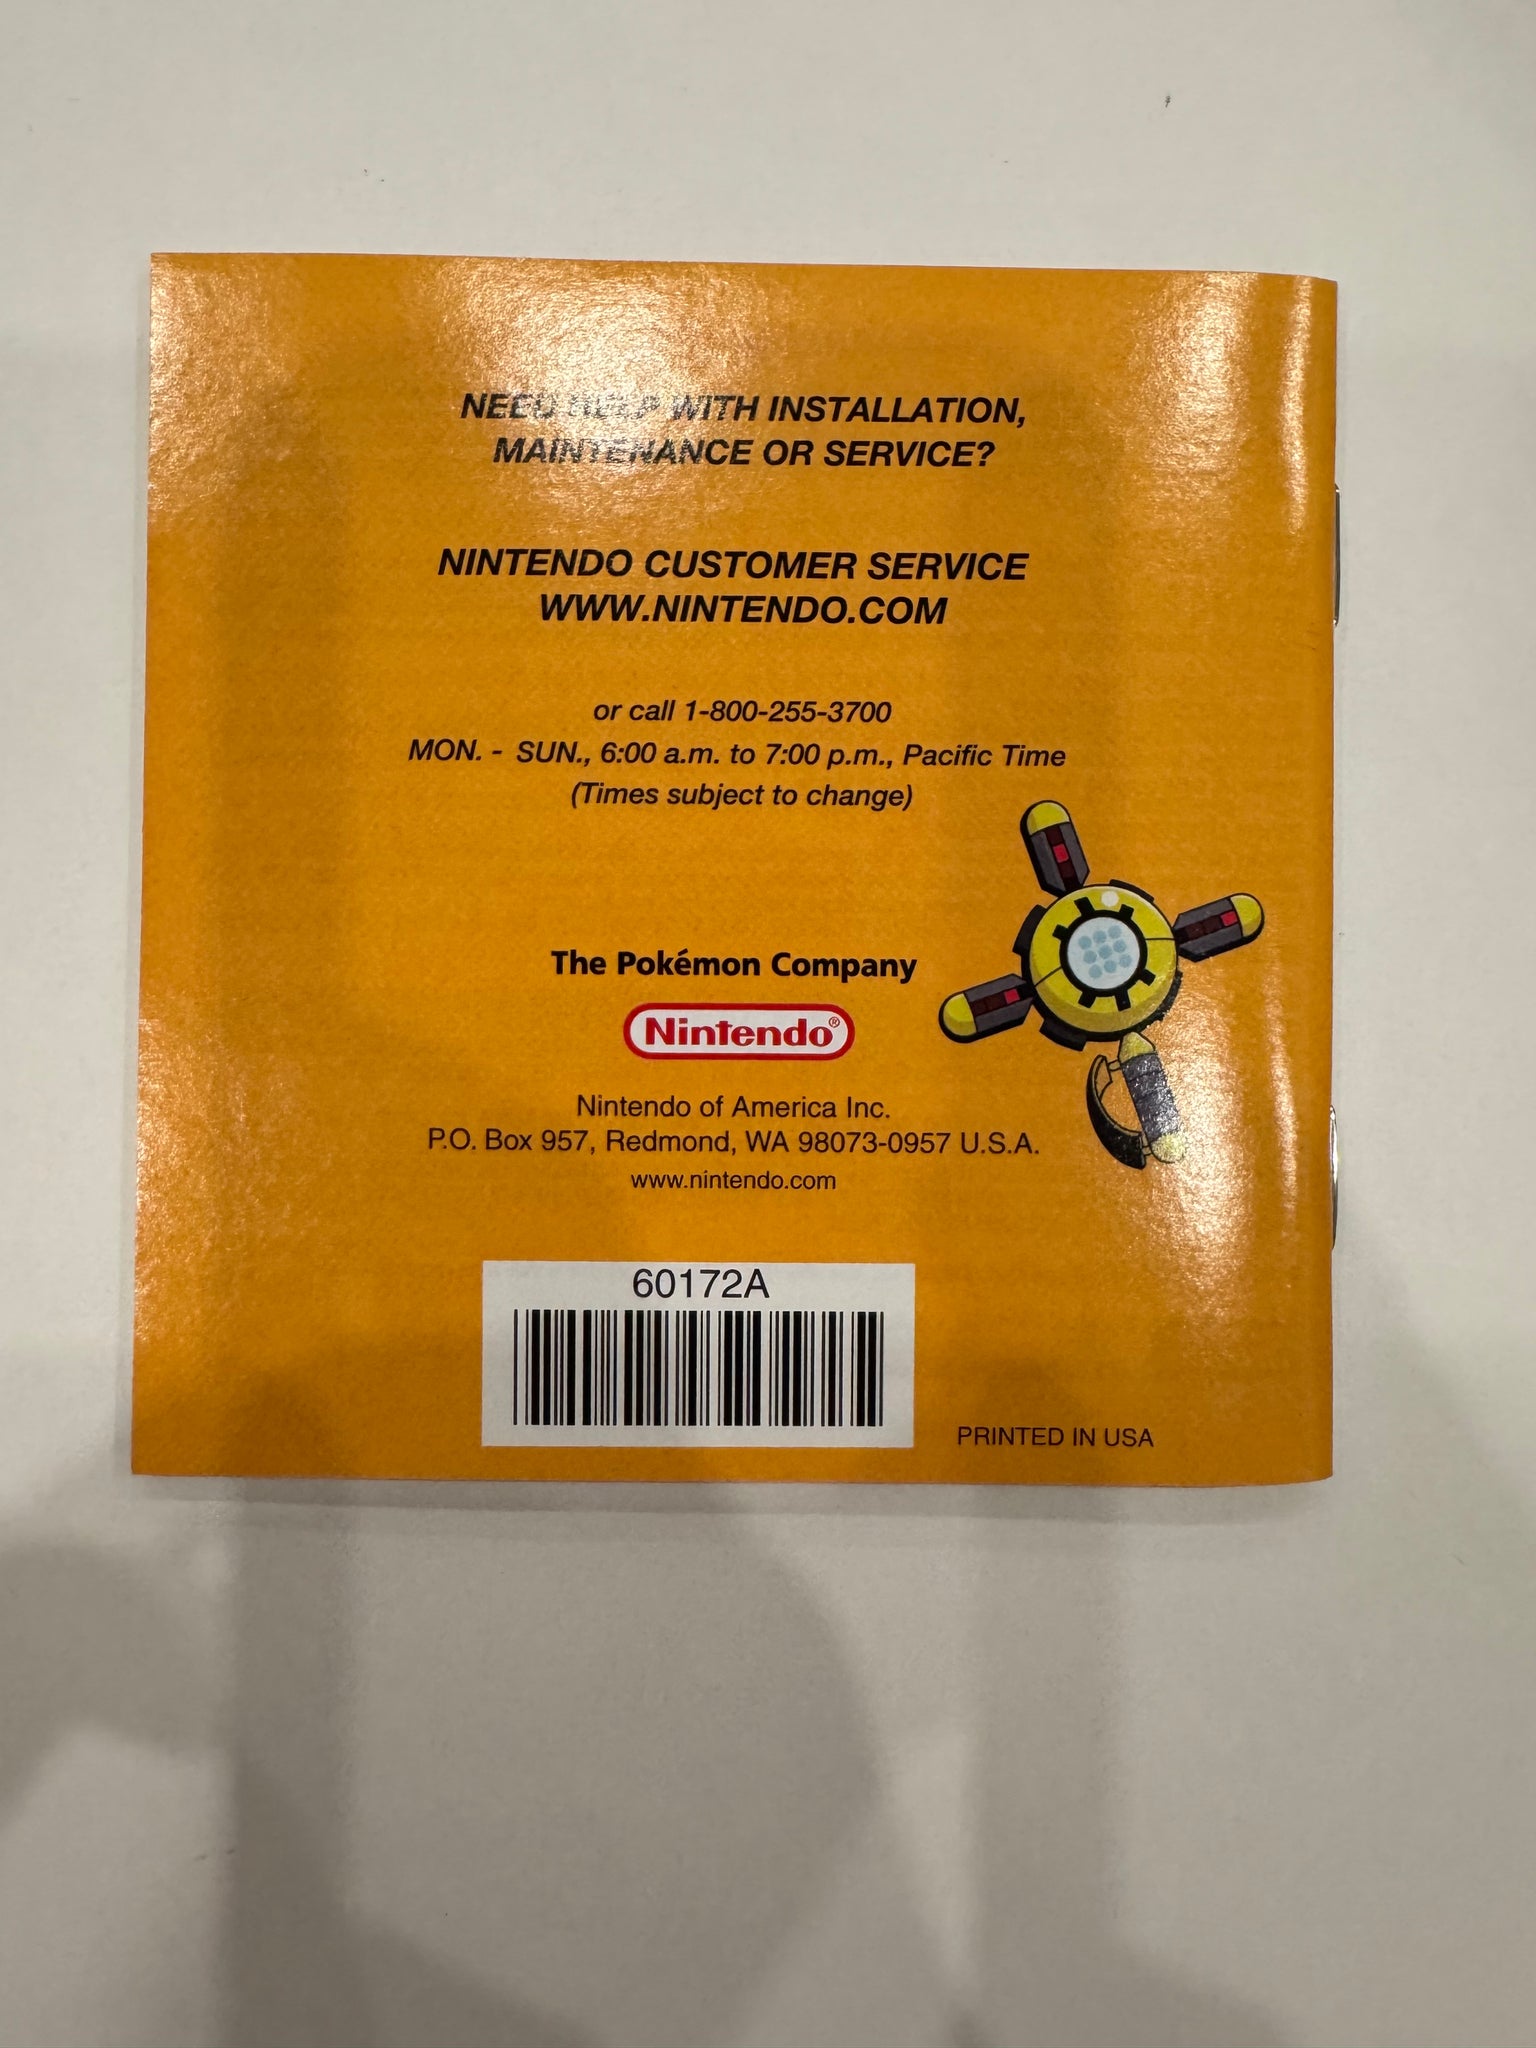 NEED HELP WITH INSTALLATION,
MAINTENANCE OR SERVICE?
NINTENDO CUSTOMER SERVICE
WWW.NINTENDO.COM
or call 1-800-255-3700
MON. - SUN., 6:00 a.m. to 7:00 p.m., Pacific Time
(Times subject to change)
The Pokémon Company
Nintendo®
Nintendo of America Inc.
P.O. Box 957, Redmond, WA 98073-0957 U.S.A.
www.nintendo.com
60172A
PRINTED IN USA